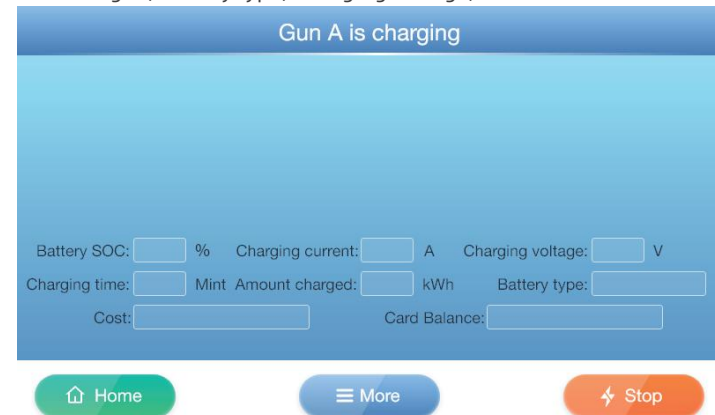 Gun A is charging
Battery SOC: % Charging current: A Charging voltage: V
Charging time: Mint Amount charged: kWh Battery type:
Cost: Card Balance:
Home More Stop